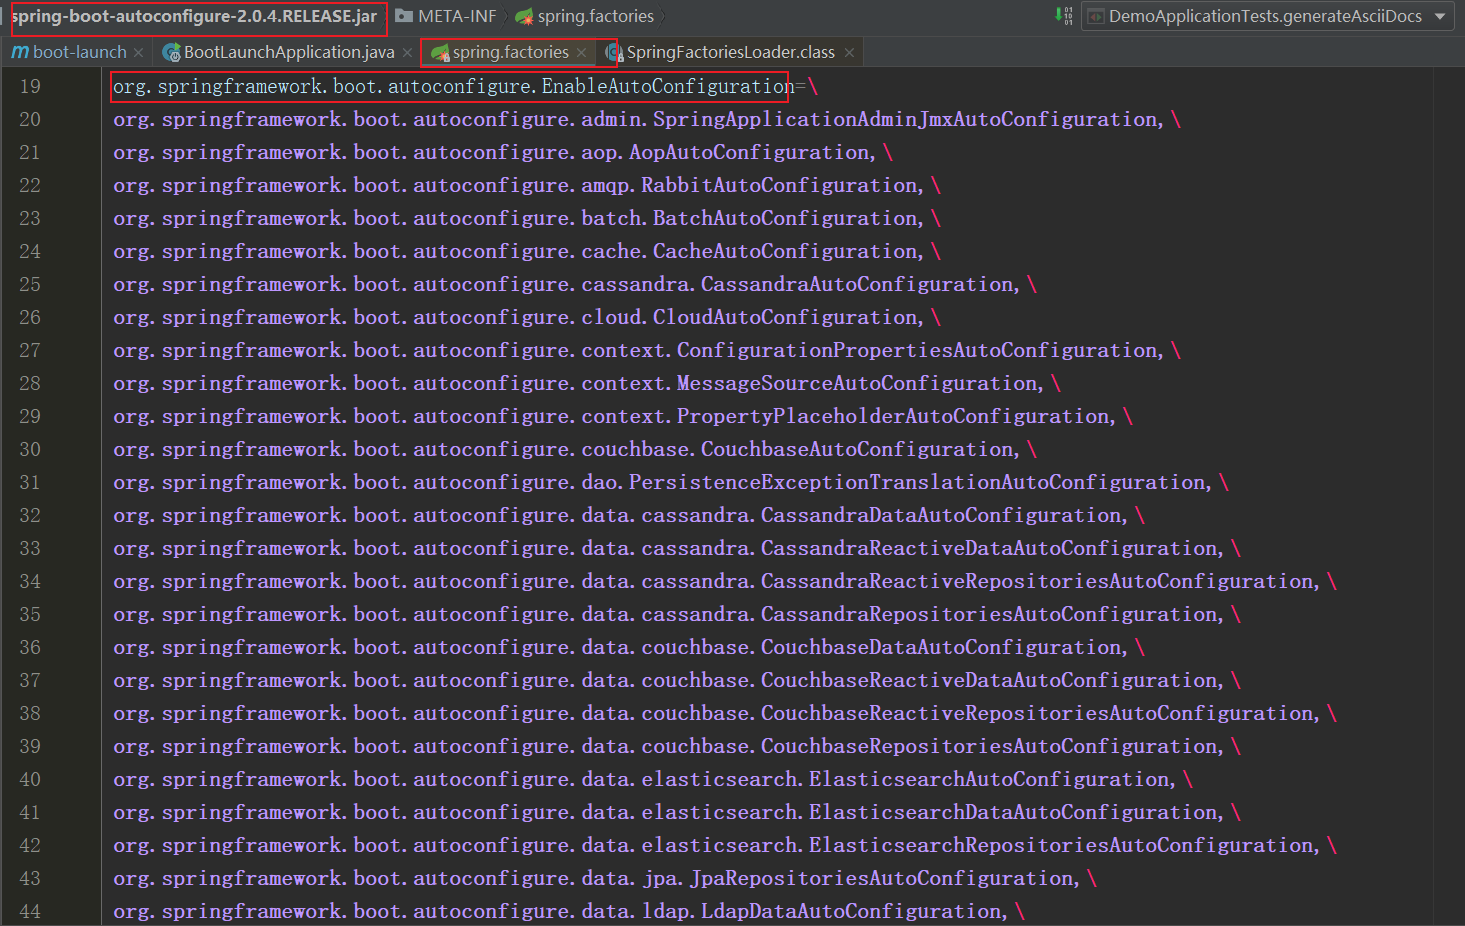 spring-boot-autoconfigure-2.0.4.RELEASE.jar META-INF spring.factories DemoApplicationTests.generateAsciiDocs
boot-launch BootLaunchApplication.java spring.factories SpringFactoriesLoader.class
19 org.springframework.boot.autoconfigure.EnableAutoConfiguration=\
20 org.springframework.boot.autoconfigure.admin.SpringApplicationAdminJmxAutoConfiguration,\
21 org.springframework.boot.autoconfigure.aop.AopAutoConfiguration,\
22 org.springframework.boot.autoconfigure.amqp.RabbitAutoConfiguration,\
23 org.springframework.boot.autoconfigure.batch.BatchAutoConfiguration,\
24 org.springframework.boot.autoconfigure.cache.CacheAutoConfiguration,\
25 org.springframework.boot.autoconfigure.cassandra.CassandraAutoConfiguration,\
26 org.springframework.boot.autoconfigure.cloud.CloudAutoConfiguration,\
27 org.springframework.boot.autoconfigure.context.ConfigurationPropertiesAutoConfiguration,\
28 org.springframework.boot.autoconfigure.context.MessageSourceAutoConfiguration,\
29 org.springframework.boot.autoconfigure.context.PropertyPlaceholderAutoConfiguration,\
30 org.springframework.boot.autoconfigure.couchbase.CouchbaseAutoConfiguration,\
31 org.springframework.boot.autoconfigure.dao.PersistenceExceptionTranslationAutoConfiguration,\
32 org.springframework.boot.autoconfigure.data.cassandra.CassandraDataAutoConfiguration,\
33 org.springframework.boot.autoconfigure.data.cassandra.CassandraReactiveDataAutoConfiguration,\
34 org.springframework.boot.autoconfigure.data.cassandra.CassandraReactiveRepositoriesAutoConfiguration,\
35 org.springframework.boot.autoconfigure.data.cassandra.CassandraRepositoriesAutoConfiguration,\
36 org.springframework.boot.autoconfigure.data.couchbase.CouchbaseDataAutoConfiguration,\
37 org.springframework.boot.autoconfigure.data.couchbase.CouchbaseReactiveDataAutoConfiguration,\
38 org.springframework.boot.autoconfigure.data.couchbase.CouchbaseReactiveRepositoriesAutoConfiguration,\
39 org.springframework.boot.autoconfigure.data.couchbase.CouchbaseRepositoriesAutoConfiguration,\
40 org.springframework.boot.autoconfigure.data.elasticsearch.ElasticsearchAutoConfiguration,\
41 org.springframework.boot.autoconfigure.data.elasticsearch.ElasticsearchDataAutoConfiguration,\
42 org.springframework.boot.autoconfigure.data.elasticsearch.ElasticsearchRepositoriesAutoConfiguration,\
43 org.springframework.boot.autoconfigure.data.jpa.JpaRepositoriesAutoConfiguration,\
44 org.springframework.boot.autoconfigure.data.ldap.LdapDataAutoConfiguration,\